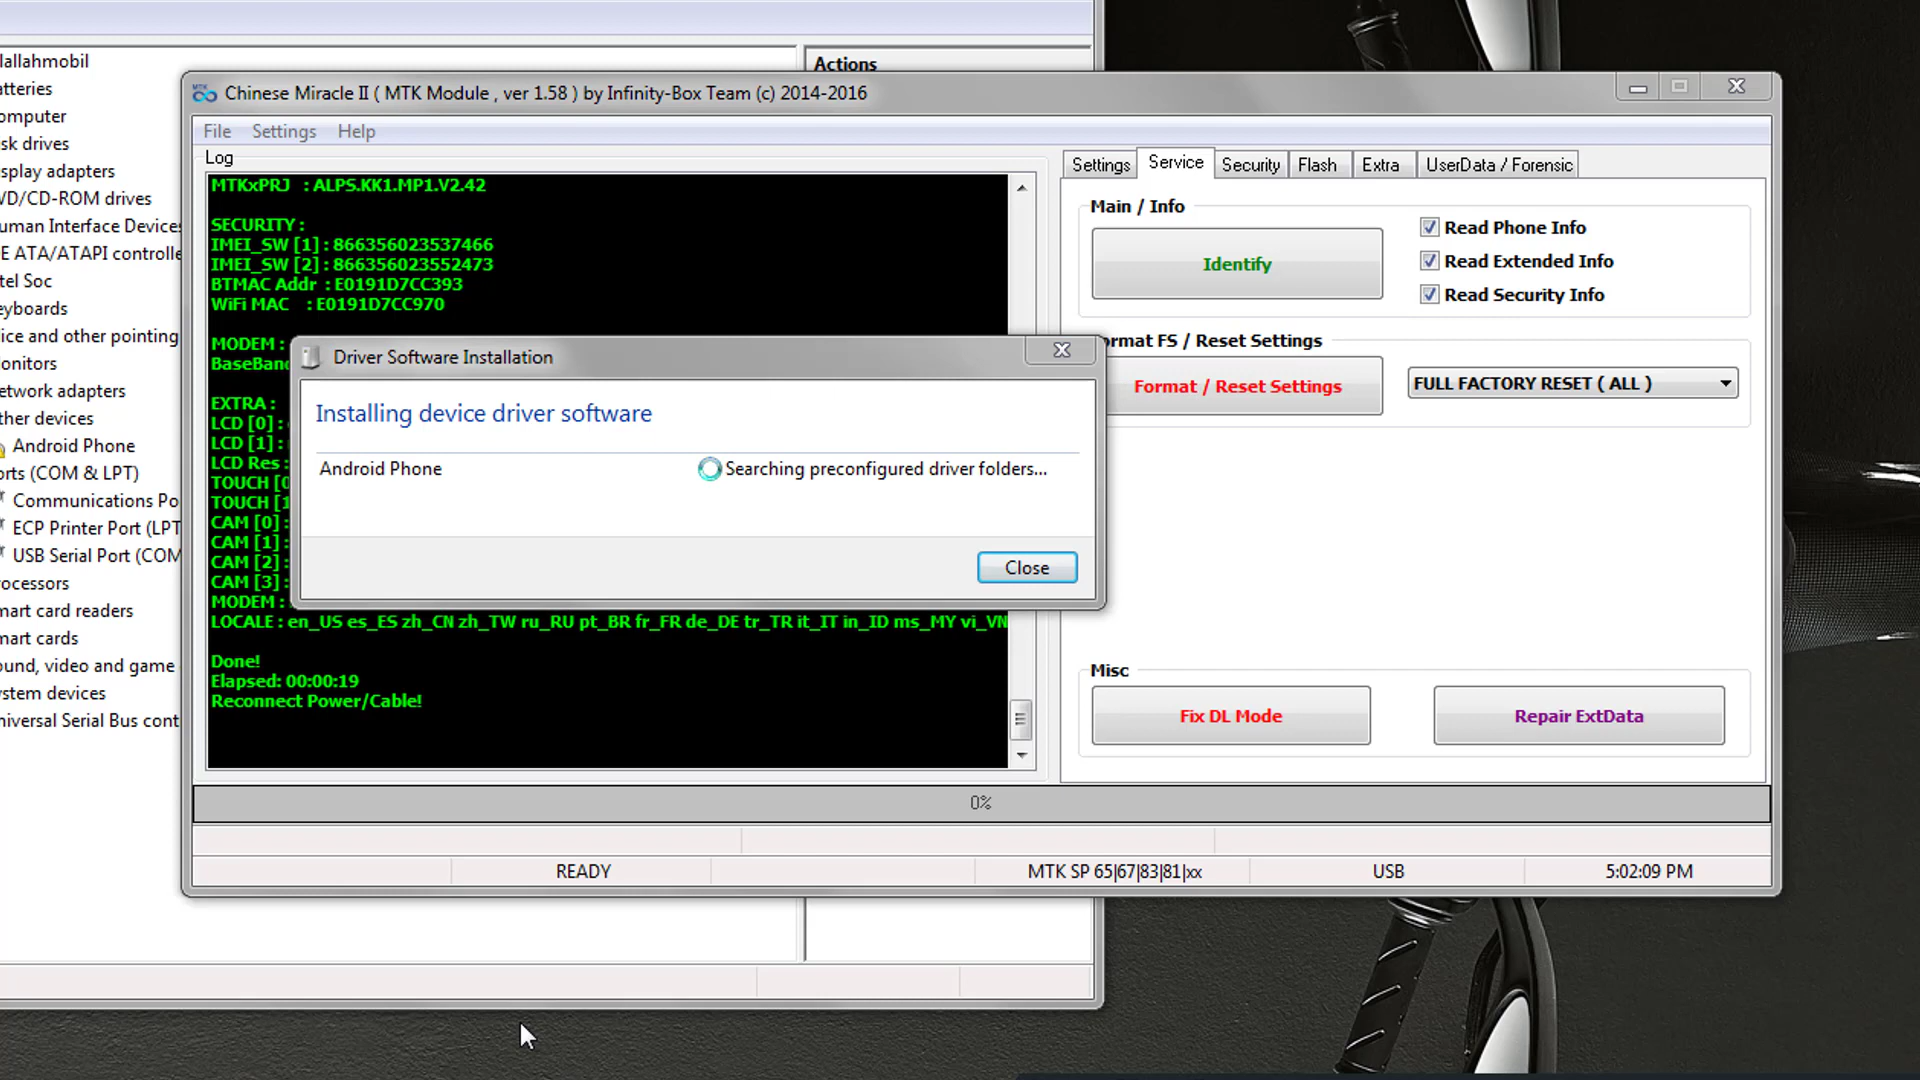 Actions
lallahmobil
atteries
omputer
sk drives
isplay adapters
VD/CD-ROM drives
uman Interface Devices
E ATA/ATAPI controlle
tel Soc
eyboards
ice and other pointing
onitors
etwork adapters
ther devices
Android Phone
orts (COM & LPT)
Communications Po
ECP Printer Port (LPT
USB Serial Port (COM
rocessors
mart card readers
mart cards
ound, video and game
ystem devices
niversal Serial Bus cont
Chinese Miracle II ( MTK Module , ver 1.58 ) by Infinity-Box Team (c) 2014-2016
File Settings Help
Log
MTKxPRJ : ALPS.KK1.MP1.V2.42
SECURITY :
IMEI_SW [1] : 866356023537466
IMEI_SW [2] : 866356023552473
BTMAC Addr : E0191D7CC393
WiFi MAC : E0191D7CC970
MODEM :
BaseBand
EXTRA :
LCD [0] :
LCD [1] :
LCD Res :
TOUCH [0
TOUCH [1
CAM [0] :
CAM [1] :
CAM [2] :
CAM [3] :
MODEM :
LOCALE : en_US es_ES zh_CN zh_TW ru_RU pt_BR fr_FR de_DE tr_TR it_IT in_ID ms_MY vi_VN
Done!
Elapsed: 00:00:19
Reconnect Power/Cable!
Driver Software Installation
Installing device driver software
Android Phone Searching preconfigured driver folders...
Close
Settings Service Security Flash Extra UserData / Forensic
Main / Info
Identify
Read Phone Info
Read Extended Info
Read Security Info
ormat FS / Reset Settings
Format / Reset Settings
FULL FACTORY RESET ( ALL )
Misc
Fix DL Mode
Repair ExtData
0%
READY MTK SP 65|67|83|81|xx USB 5:02:09 PM